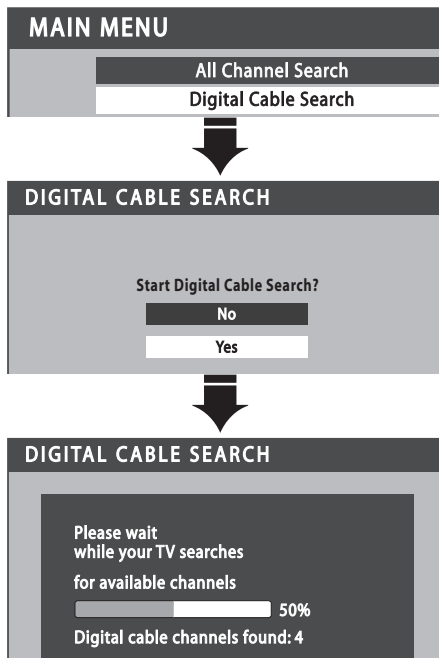 MAIN MENU
All Channel Search
Digital Cable Search
DIGITAL CABLE SEARCH
Start Digital Cable Search?
No
Yes
DIGITAL CABLE SEARCH
Please wait
while your TV searches
for available channels
50%
Digital cable channels found: 4